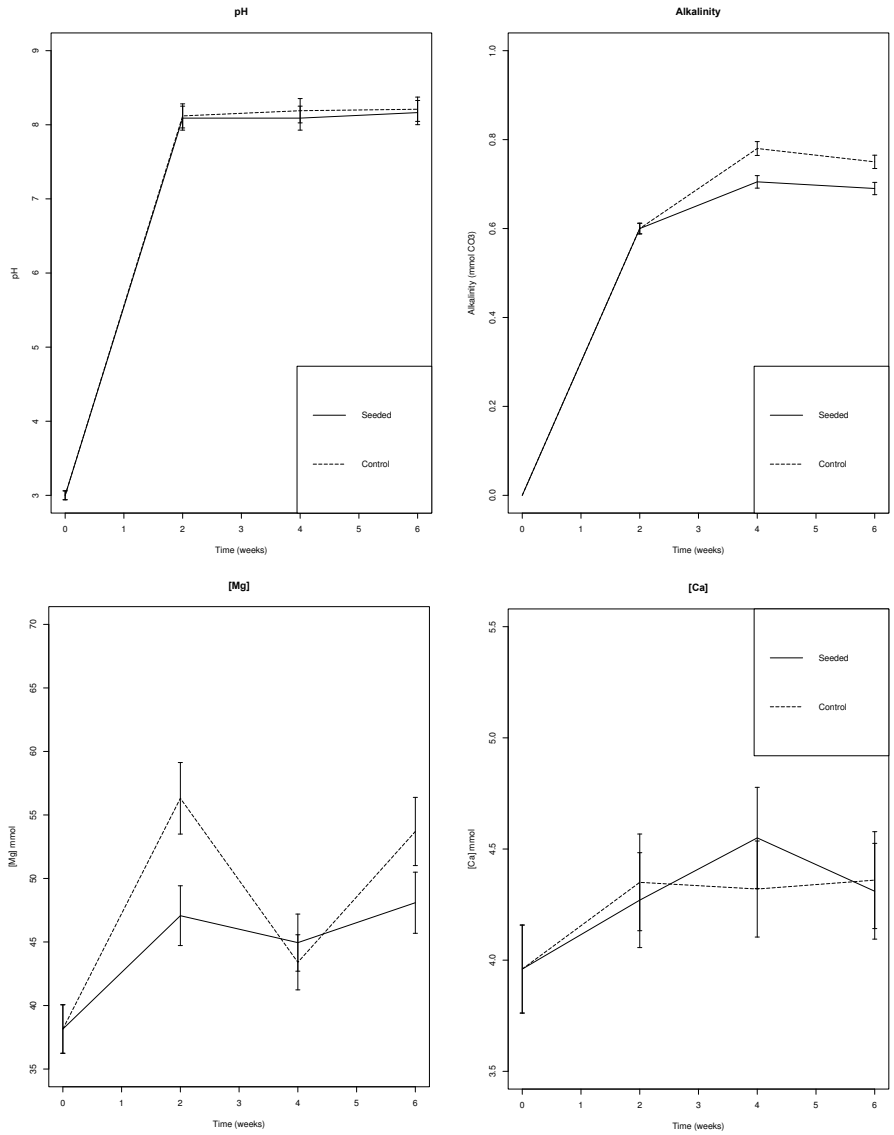 pH
pH
9
8
7
6
5
4
3
0 1 2 3 4 5 6
Time (weeks)
Seeded
Control
Alkalinity
Alkalinity (mmol CO3)
1.0
0.8
0.6
0.4
0.2
0.0
0 1 2 3 4 5 6
Time (weeks)
Seeded
Control
[Mg]
[Mg] mmol
70
65
60
55
50
45
40
35
0 1 2 3 4 5 6
Time (weeks)
[Ca]
[Ca] mmol
5.5
5.0
4.5
4.0
3.5
0 1 2 3 4 5 6
Time (weeks)
Seeded
Control